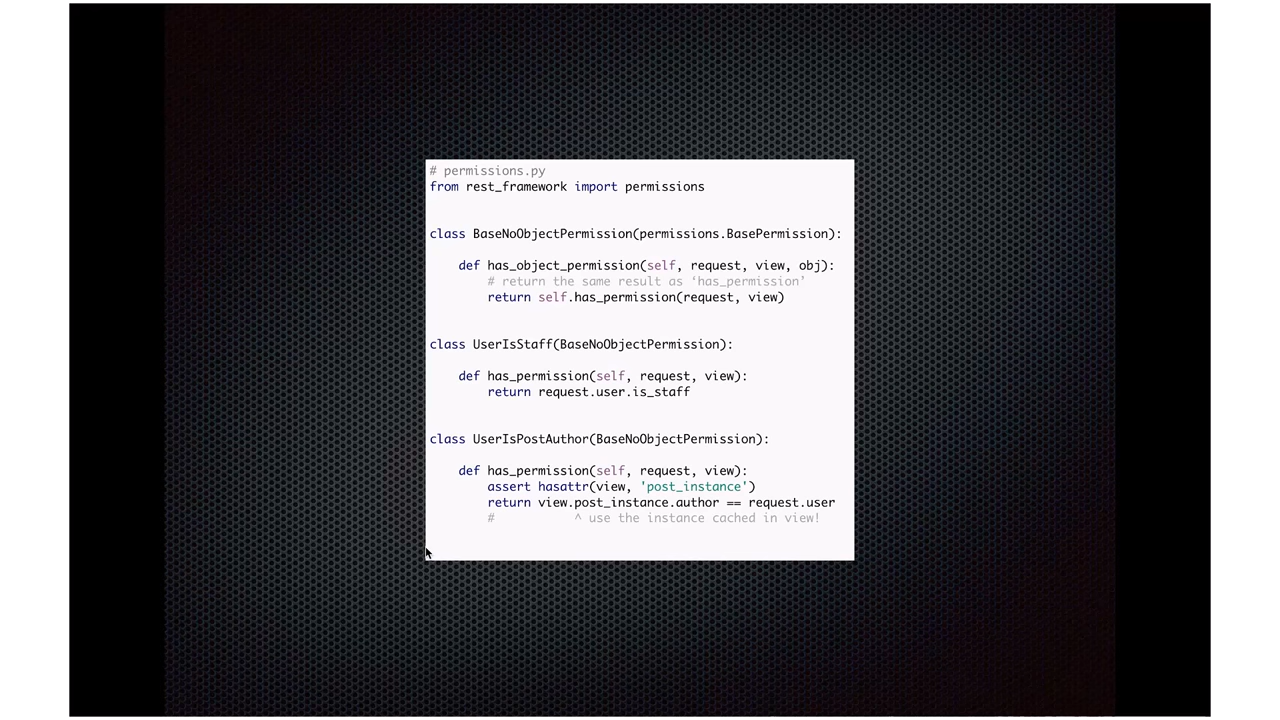 # permissions.py
from rest_framework import permissions
class BaseNoObjectPermission(permissions.BasePermission):
def has_object_permission(self, request, view, obj):
# return the same result as ‘has_permission’
return self.has_permission(request, view)
class UserIsStaff(BaseNoObjectPermission):
def has_permission(self, request, view):
return request.user.is_staff
class UserIsPostAuthor(BaseNoObjectPermission):
def has_permission(self, request, view):
assert hasattr(view, 'post_instance')
return view.post_instance.author == request.user
# ^ use the instance cached in view!